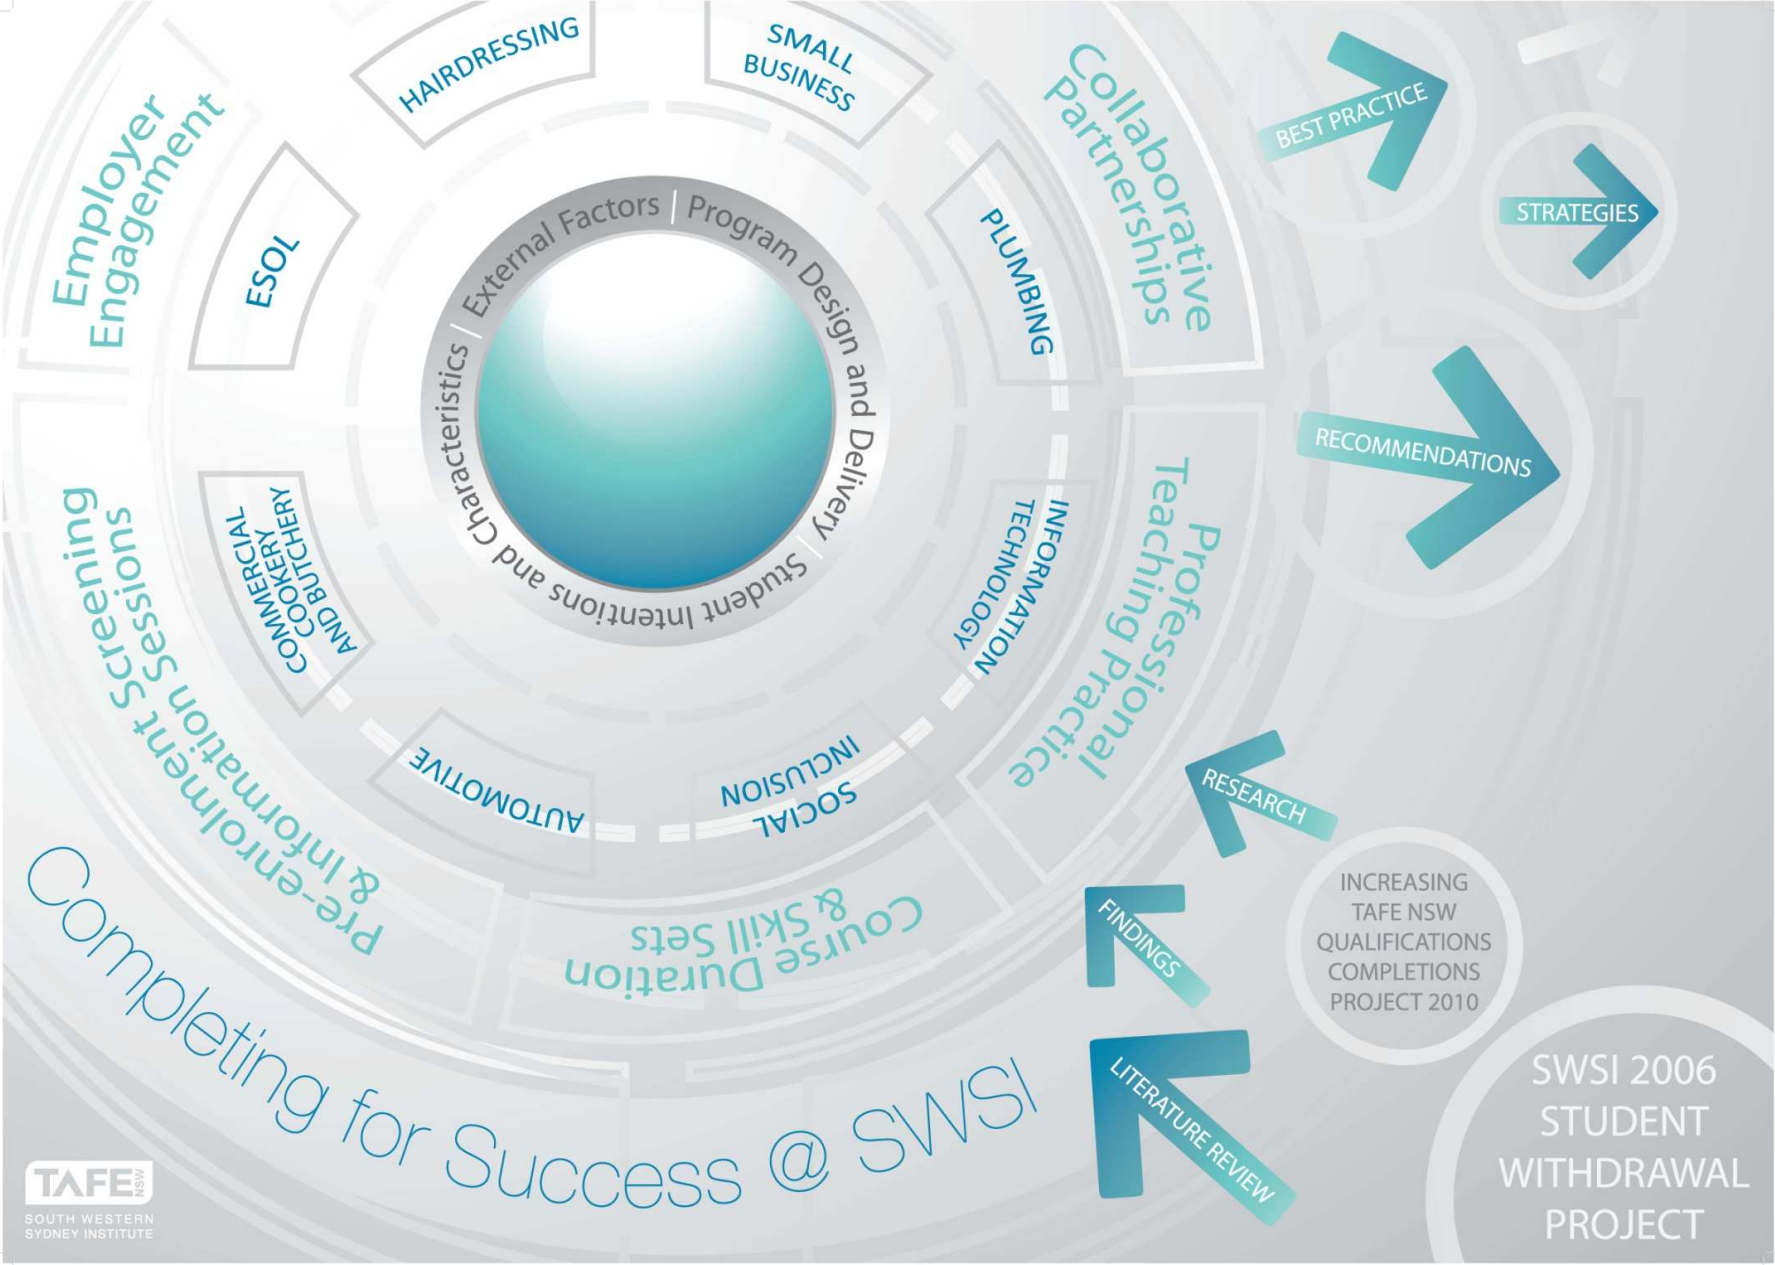 HAIRDRESSING
SMALL
BUSINESS
Collaborative
Partnerships
BEST PRACTICE
STRATEGIES
Employer
Engagement
ESOL
PLUMBING
External Factors | Program Design and Delivery | Student Intentions and Characteristics |
RECOMMENDATIONS
COMMERCIAL
COOKERY
AND BUTCHERY
INFORMATION
TECHNOLOGY
Professional
Teaching Practice
Pre-enrolment Screening
& Information Sessions
AUTOMOTIVE
SOCIAL
INCLUSION
RESEARCH
Course Duration
& Skill Sets
FINDINGS
INCREASING
TAFE NSW
QUALIFICATIONS
COMPLETIONS
PROJECT 2010
LITERATURE REVIEW
Completing for Success @ SWSI
SWSI 2006
STUDENT
WITHDRAWAL
PROJECT
TAFE NSW
SOUTH WESTERN
SYDNEY INSTITUTE